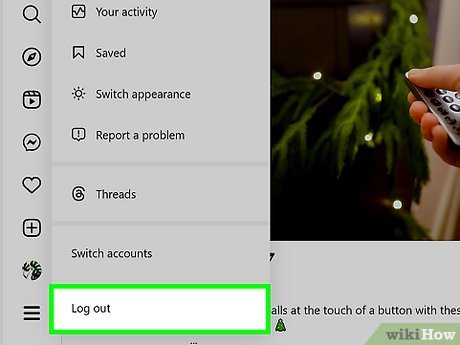 Your activity
Saved
Switch appearance
Report a problem
Threads
Switch accounts
Log out
alls at the touch of a button with thes
...
wikiHow